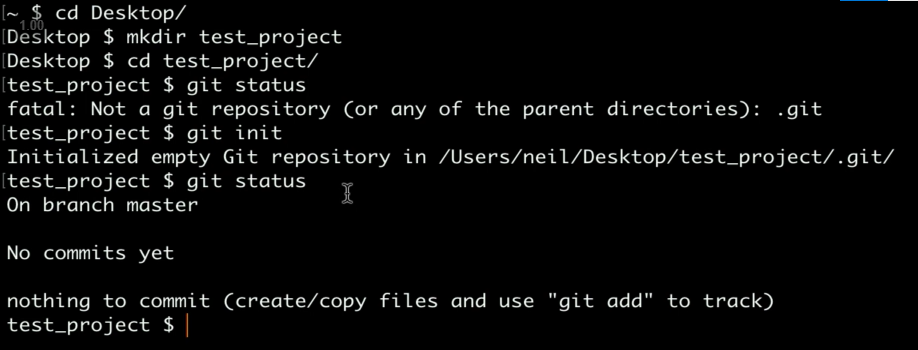 [~ $ cd Desktop/
1.00
[Desktop $ mkdir test_project
[Desktop $ cd test_project/
[test_project $ git status
fatal: Not a git repository (or any of the parent directories): .git
[test_project $ git init
Initialized empty Git repository in /Users/neil/Desktop/test_project/.git/
[test_project $ git status
On branch master
No commits yet
nothing to commit (create/copy files and use "git add" to track)
test_project $